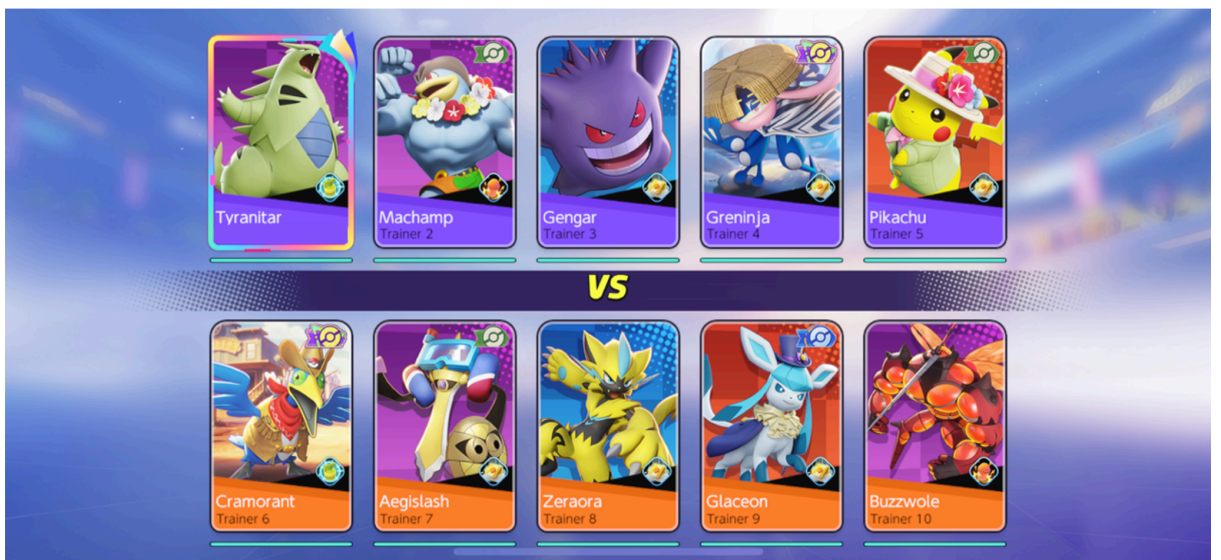 Tyranitar
Machamp
Trainer 2
Gengar
Trainer 3
Greninja
Trainer 4
Pikachu
Trainer 5
VS
Cramorant
Trainer 6
Aegislash
Trainer 7
Zeraora
Trainer 8
Glaceon
Trainer 9
Buzzwole
Trainer 10